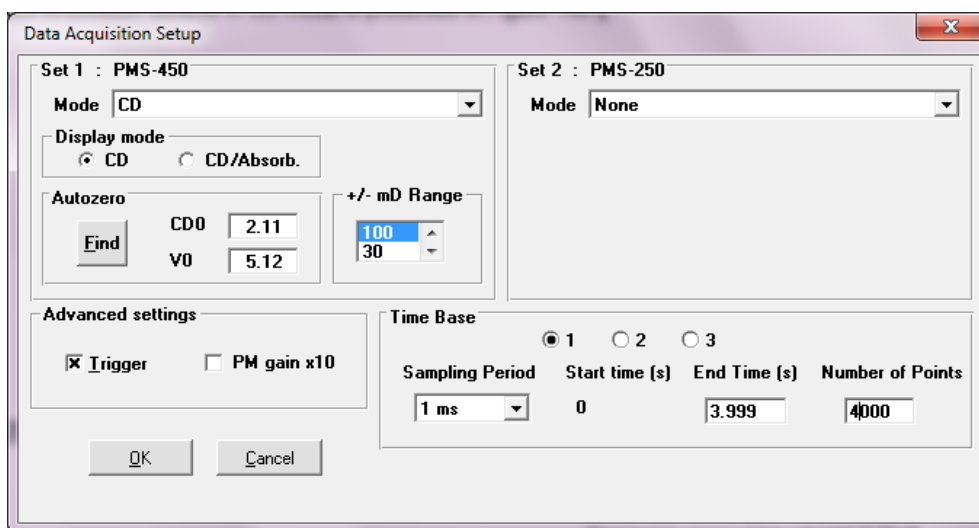 Data Acquisition Setup
Set 1 : PMS-450
Mode CD
Display mode
CD CD/Absorb.
Autozero
Find
CD0 2.11
V0 5.12
+/- mD Range
100
30
Set 2 : PMS-250
Mode None
Advanced settings
Trigger PM gain x10
Time Base
1 2 3
Sampling Period Start time (s) End Time (s) Number of Points
1 ms 0 3.999 4000
OK Cancel